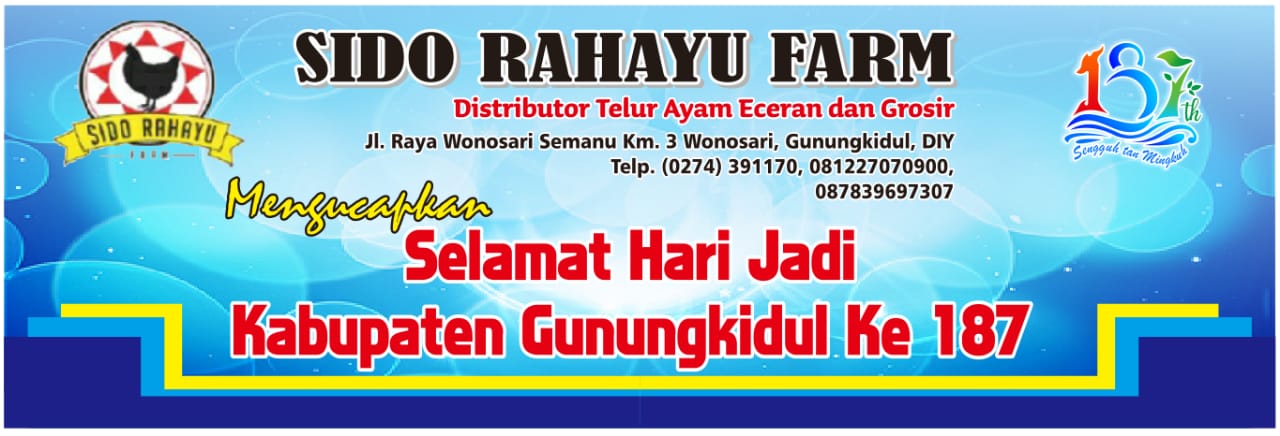 SIDO RAHAYU
FARM
SIDO RAHAYU FARM
Distributor Telur Ayam Eceran dan Grosir
Jl. Raya Wonosari Semanu Km. 3 Wonosari, Gunungkidul, DIY
Telp. (0274) 391170, 081227070900,
087839697307
187th
Sengguh tan Mingkuh
Mengucapkan
Selamat Hari Jadi
Kabupaten Gunungkidul Ke 187